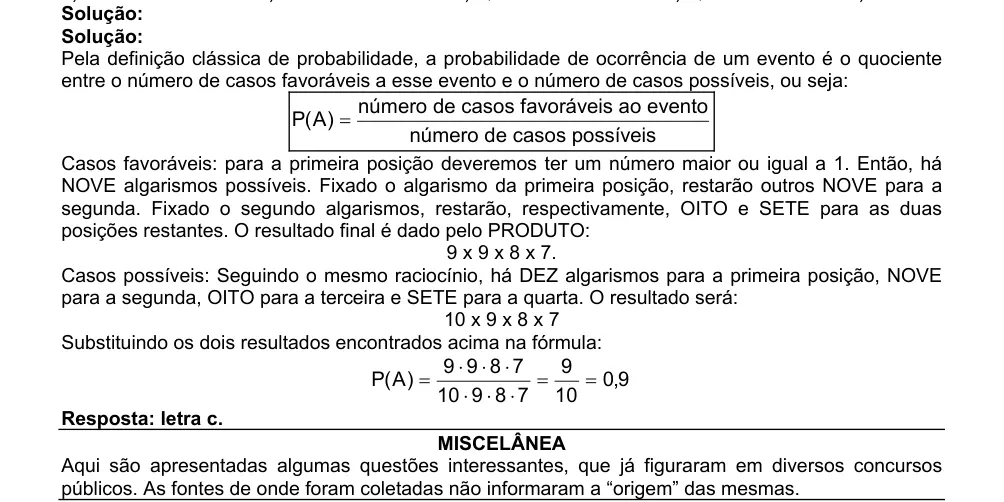 Solução:
Solução:
Pela definição clássica de probabilidade, a probabilidade de ocorrência de um evento é o quociente
entre o número de casos favoráveis a esse evento e o número de casos possíveis, ou seja:
P(A) = número de casos favoráveis ao evento
número de casos possíveis
Casos favoráveis: para a primeira posição deveremos ter um número maior ou igual a 1. Então, há
NOVE algarismos possíveis. Fixado o algarismo da primeira posição, restarão outros NOVE para a
segunda. Fixado o segundo algarismos, restarão, respectivamente, OITO e SETE para as duas
posições restantes. O resultado final é dado pelo PRODUTO:
9 x 9 x 8 x 7.
Casos possíveis: Seguindo o mesmo raciocínio, há DEZ algarismos para a primeira posição, NOVE
para a segunda, OITO para a terceira e SETE para a quarta. O resultado será:
10 x 9 x 8 x 7
Substituindo os dois resultados encontrados acima na fórmula:
P(A) = 9 · 9 · 8 · 7 / 10 · 9 · 8 · 7 = 9 / 10 = 0,9
Resposta: letra c.
MISCELÂNEA
Aqui são apresentadas algumas questões interessantes, que já figuraram em diversos concursos
públicos. As fontes de onde foram coletadas não informaram a “origem” das mesmas.